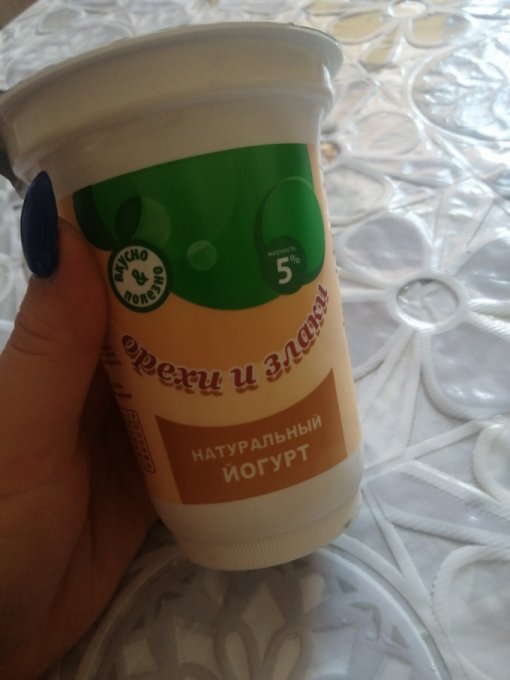 ВКУСНО
&
ПОЛЕЗНО
жирность
5%
орехи и злаки
НАТУРАЛЬНЫЙ
ЙОГУРТ